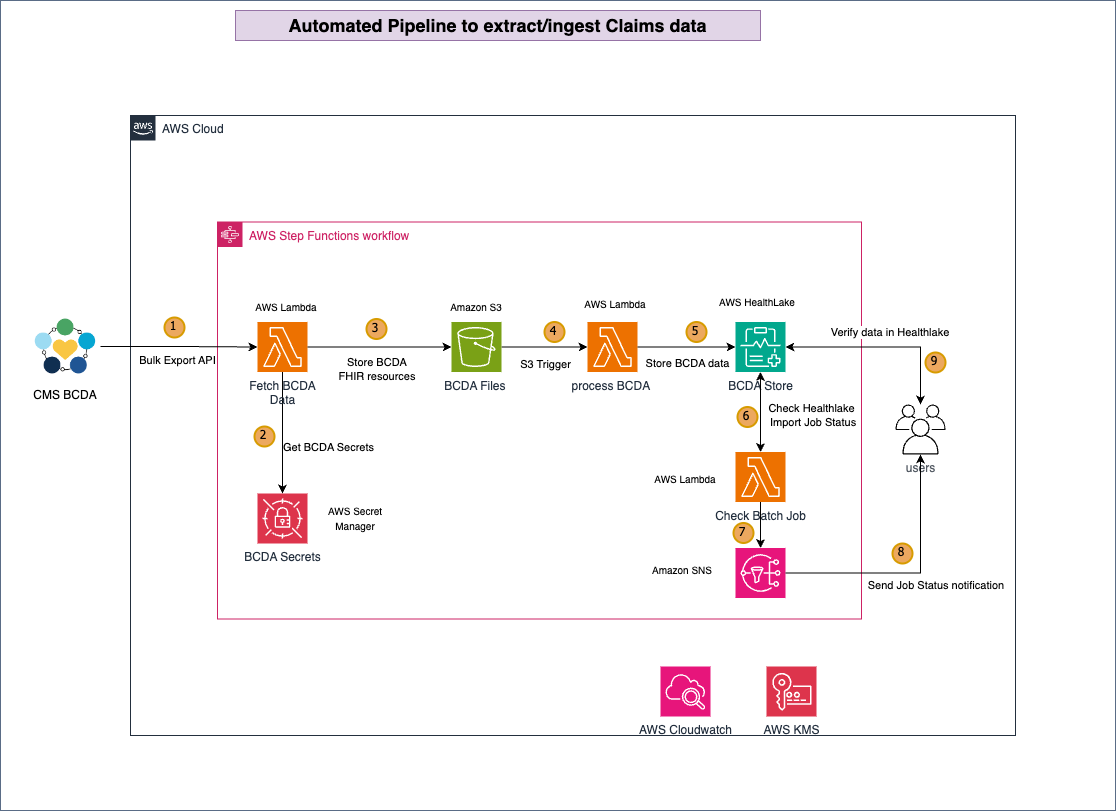 Automated Pipeline to extract/ingest Claims data
aws
AWS Cloud
AWS Step Functions workflow
CMS BCDA
1
Bulk Export API
AWS Lambda
Fetch BCDA
Data
2
Get BCDA Secrets
AWS Secret
Manager
BCDA Secrets
3
Store BCDA
FHIR resources
Amazon S3
BCDA Files
4
S3 Trigger
AWS Lambda
process BCDA
5
Store BCDA data
AWS HealthLake
BCDA Store
6
Check Healthlake
Import Job Status
AWS Lambda
Check Batch Job
7
Amazon SNS
8
Send Job Status notification
Verify data in Healthlake
9
users
AWS Cloudwatch
AWS KMS